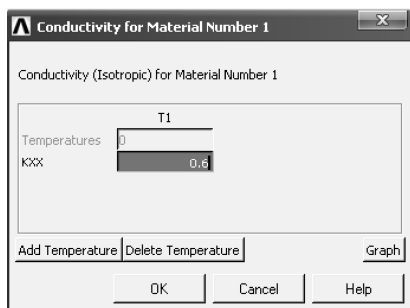 Conductivity for Material Number 1
Conductivity (Isotropic) for Material Number 1
T1
Temperatures 0
KXX 0.6
Add Temperature Delete Temperature Graph
OK Cancel Help